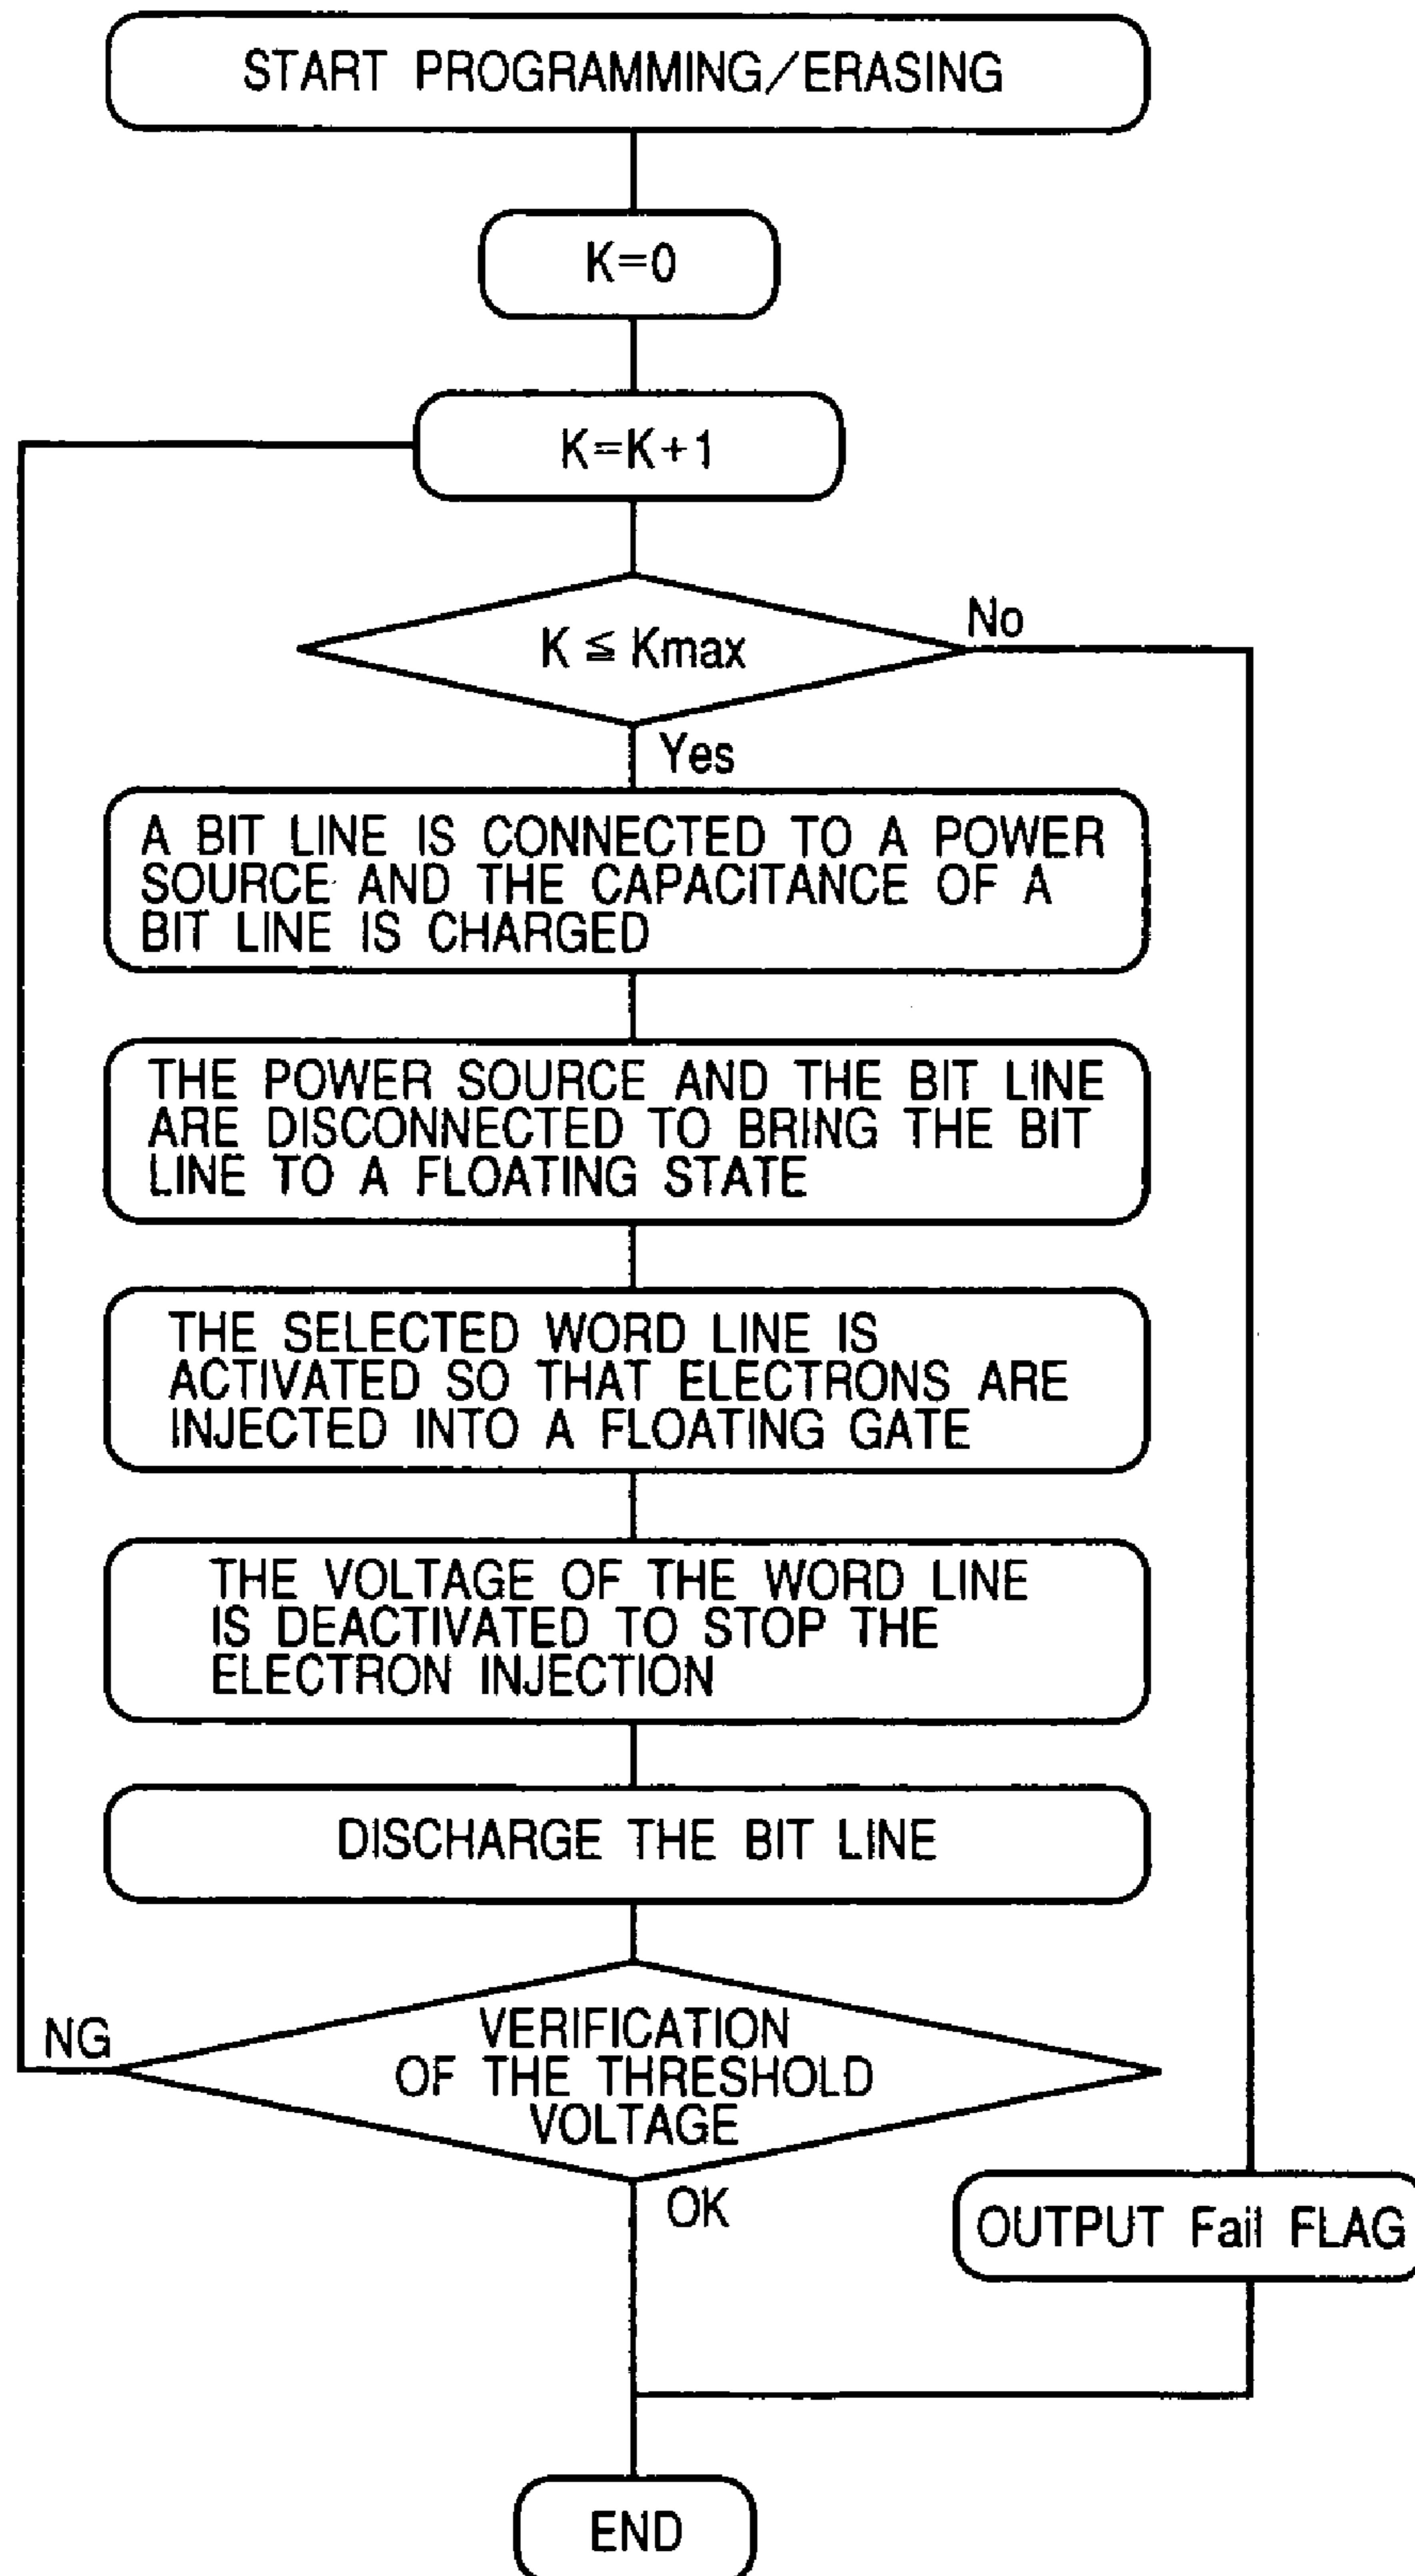 START PROGRAMMING/ERASING
K=0
K=K+1
K ≦ Kmax
No
Yes
A BIT LINE IS CONNECTED TO A POWER
SOURCE AND THE CAPACITANCE OF A
BIT LINE IS CHARGED
THE POWER SOURCE AND THE BIT LINE
ARE DISCONNECTED TO BRING THE BIT
LINE TO A FLOATING STATE
THE SELECTED WORD LINE IS
ACTIVATED SO THAT ELECTRONS ARE
INJECTED INTO A FLOATING GATE
THE VOLTAGE OF THE WORD LINE
IS DEACTIVATED TO STOP THE
ELECTRON INJECTION
DISCHARGE THE BIT LINE
NG
VERIFICATION
OF THE THRESHOLD
VOLTAGE
OK
OUTPUT Fail FLAG
END